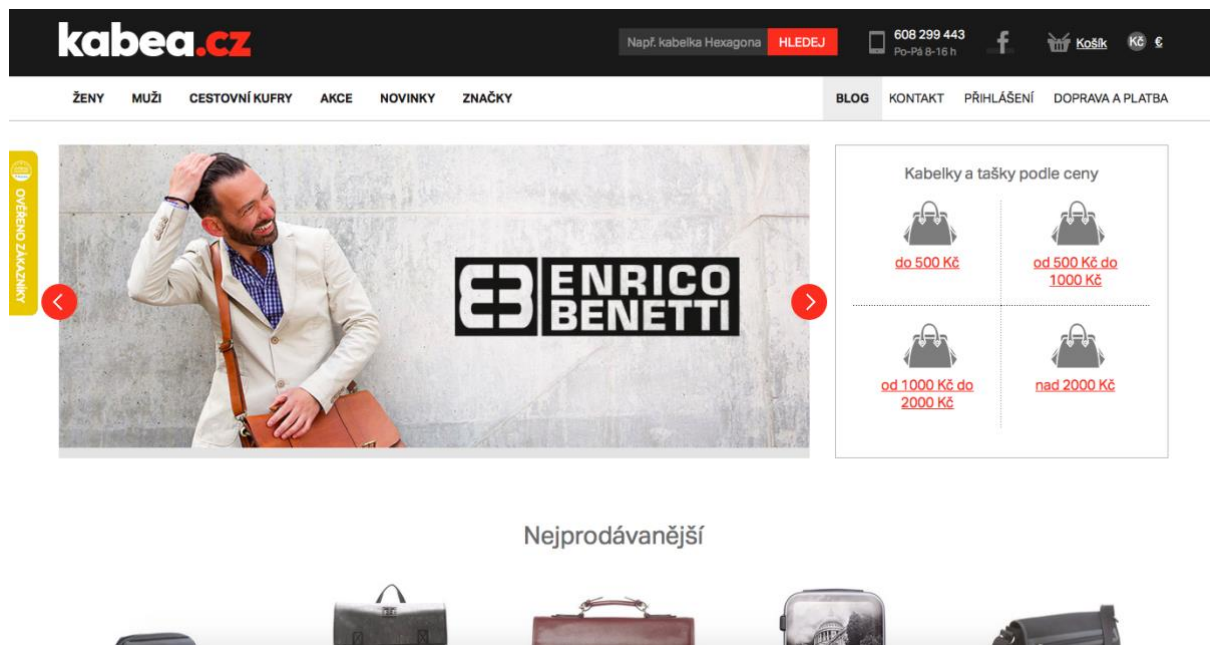 kabea.cz
Např. kabelka Hexagona HLEDEJ
608 299 443
Po-Pá 8-16 h
f
Košík
Kč €
ŽENY MUŽI CESTOVNÍ KUFRY AKCE NOVINKY ZNAČKY
BLOG KONTAKT PŘIHLÁŠENÍ DOPRAVA A PLATBA
OVĚŘENO ZÁKAZNÍKY
ENRICO
BENETTI
Kabelky a tašky podle ceny
do 500 Kč
od 500 Kč do
1000 Kč
od 1000 Kč do
2000 Kč
nad 2000 Kč
Nejprodávanější